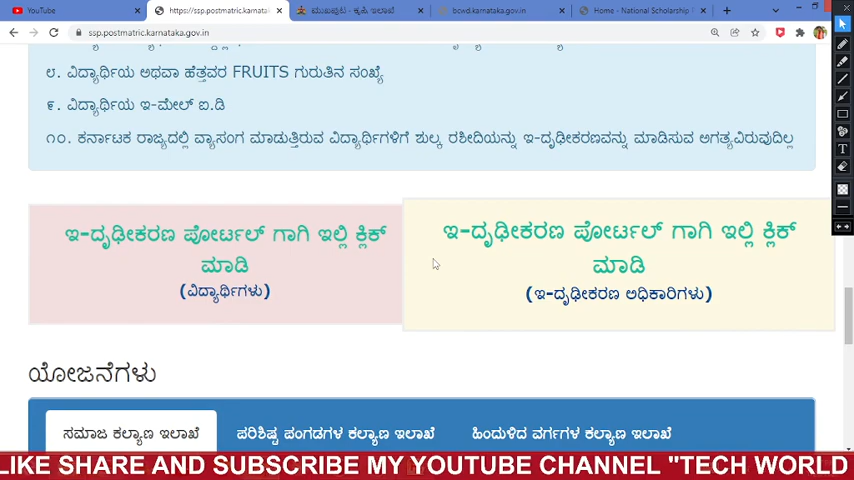 YouTube
https://ssp.postmatric.karnatak
ಮುಖಪುಟ - ಕೃಷಿ ಇಲಾಖೆ
bcwd.karnataka.gov.in
Home - National Scholarship
ssp.postmatric.karnataka.gov.in
೮. ವಿದ್ಯಾರ್ಥಿಯ ಅಥವಾ ಹೆತ್ತವರ FRUITS ಗುರುತಿನ ಸಂಖ್ಯೆ
೯. ವಿದ್ಯಾರ್ಥಿಯ ಇ-ಮೇಲ್ ಐ.ಡಿ
೧೦. ಕರ್ನಾಟಕ ರಾಜ್ಯದಲ್ಲಿ ವ್ಯಾಸಂಗ ಮಾಡುತ್ತಿರುವ ವಿದ್ಯಾರ್ಥಿಗಳಿಗೆ ಶುಲ್ಕ ರಶೀದಿಯನ್ನು ಇ-ದೃಢೀಕರಣವನ್ನು ಮಾಡಿಸುವ ಅಗತ್ಯವಿರುವುದಿಲ್ಲ
ಇ-ದೃಢೀಕರಣ ಪೋರ್ಟಲ್ ಗಾಗಿ ಇಲ್ಲಿ ಕ್ಲಿಕ್
ಮಾಡಿ
(ವಿದ್ಯಾರ್ಥಿಗಳು)
ಇ-ದೃಢೀಕರಣ ಪೋರ್ಟಲ್ ಗಾಗಿ ಇಲ್ಲಿ ಕ್ಲಿಕ್
ಮಾಡಿ
(ಇ-ದೃಢೀಕರಣ ಅಧಿಕಾರಿಗಳು)
ಯೋಜನೆಗಳು
ಸಮಾಜ ಕಲ್ಯಾಣ ಇಲಾಖೆ
ಪರಿಶಿಷ್ಟ ಪಂಗಡಗಳ ಕಲ್ಯಾಣ ಇಲಾಖೆ
ಹಿಂದುಳಿದ ವರ್ಗಗಳ ಕಲ್ಯಾಣ ಇಲಾಖೆ
LIKE SHARE AND SUBSCRIBE MY YOUTUBE CHANNEL "TECH WORLD